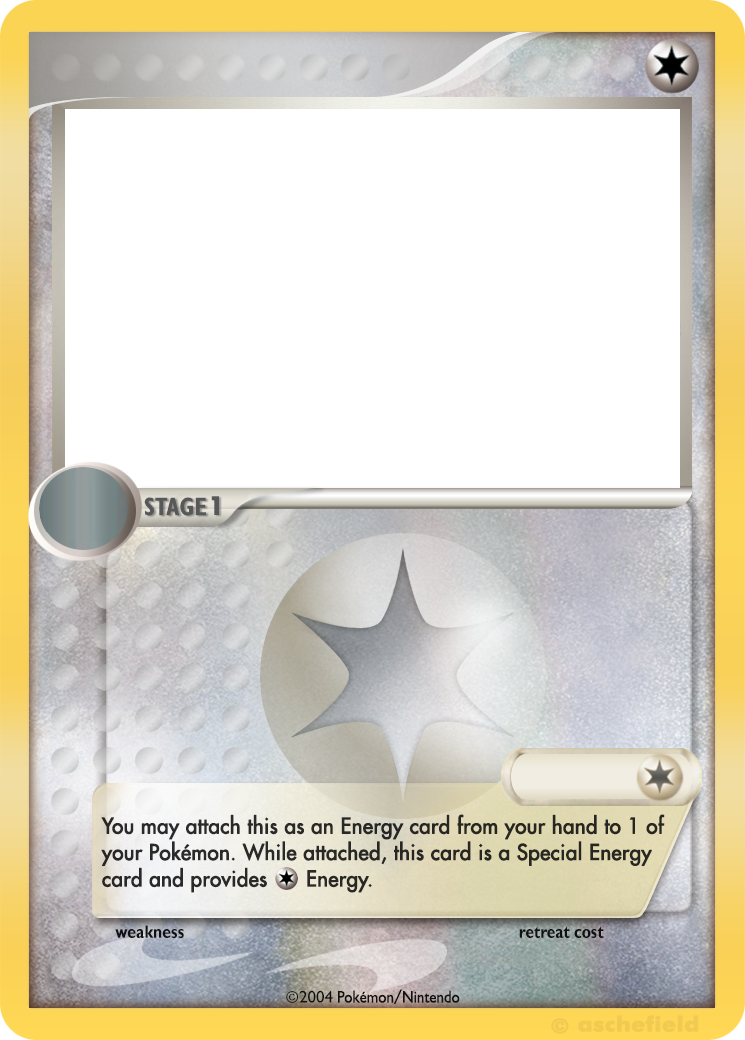 STAGE 1
You may attach this as an Energy card from your hand to 1 of
your Pokémon. While attached, this card is a Special Energy
card and provides Energy.
weakness retreat cost
©2004 Pokémon/Nintendo
© aschefield